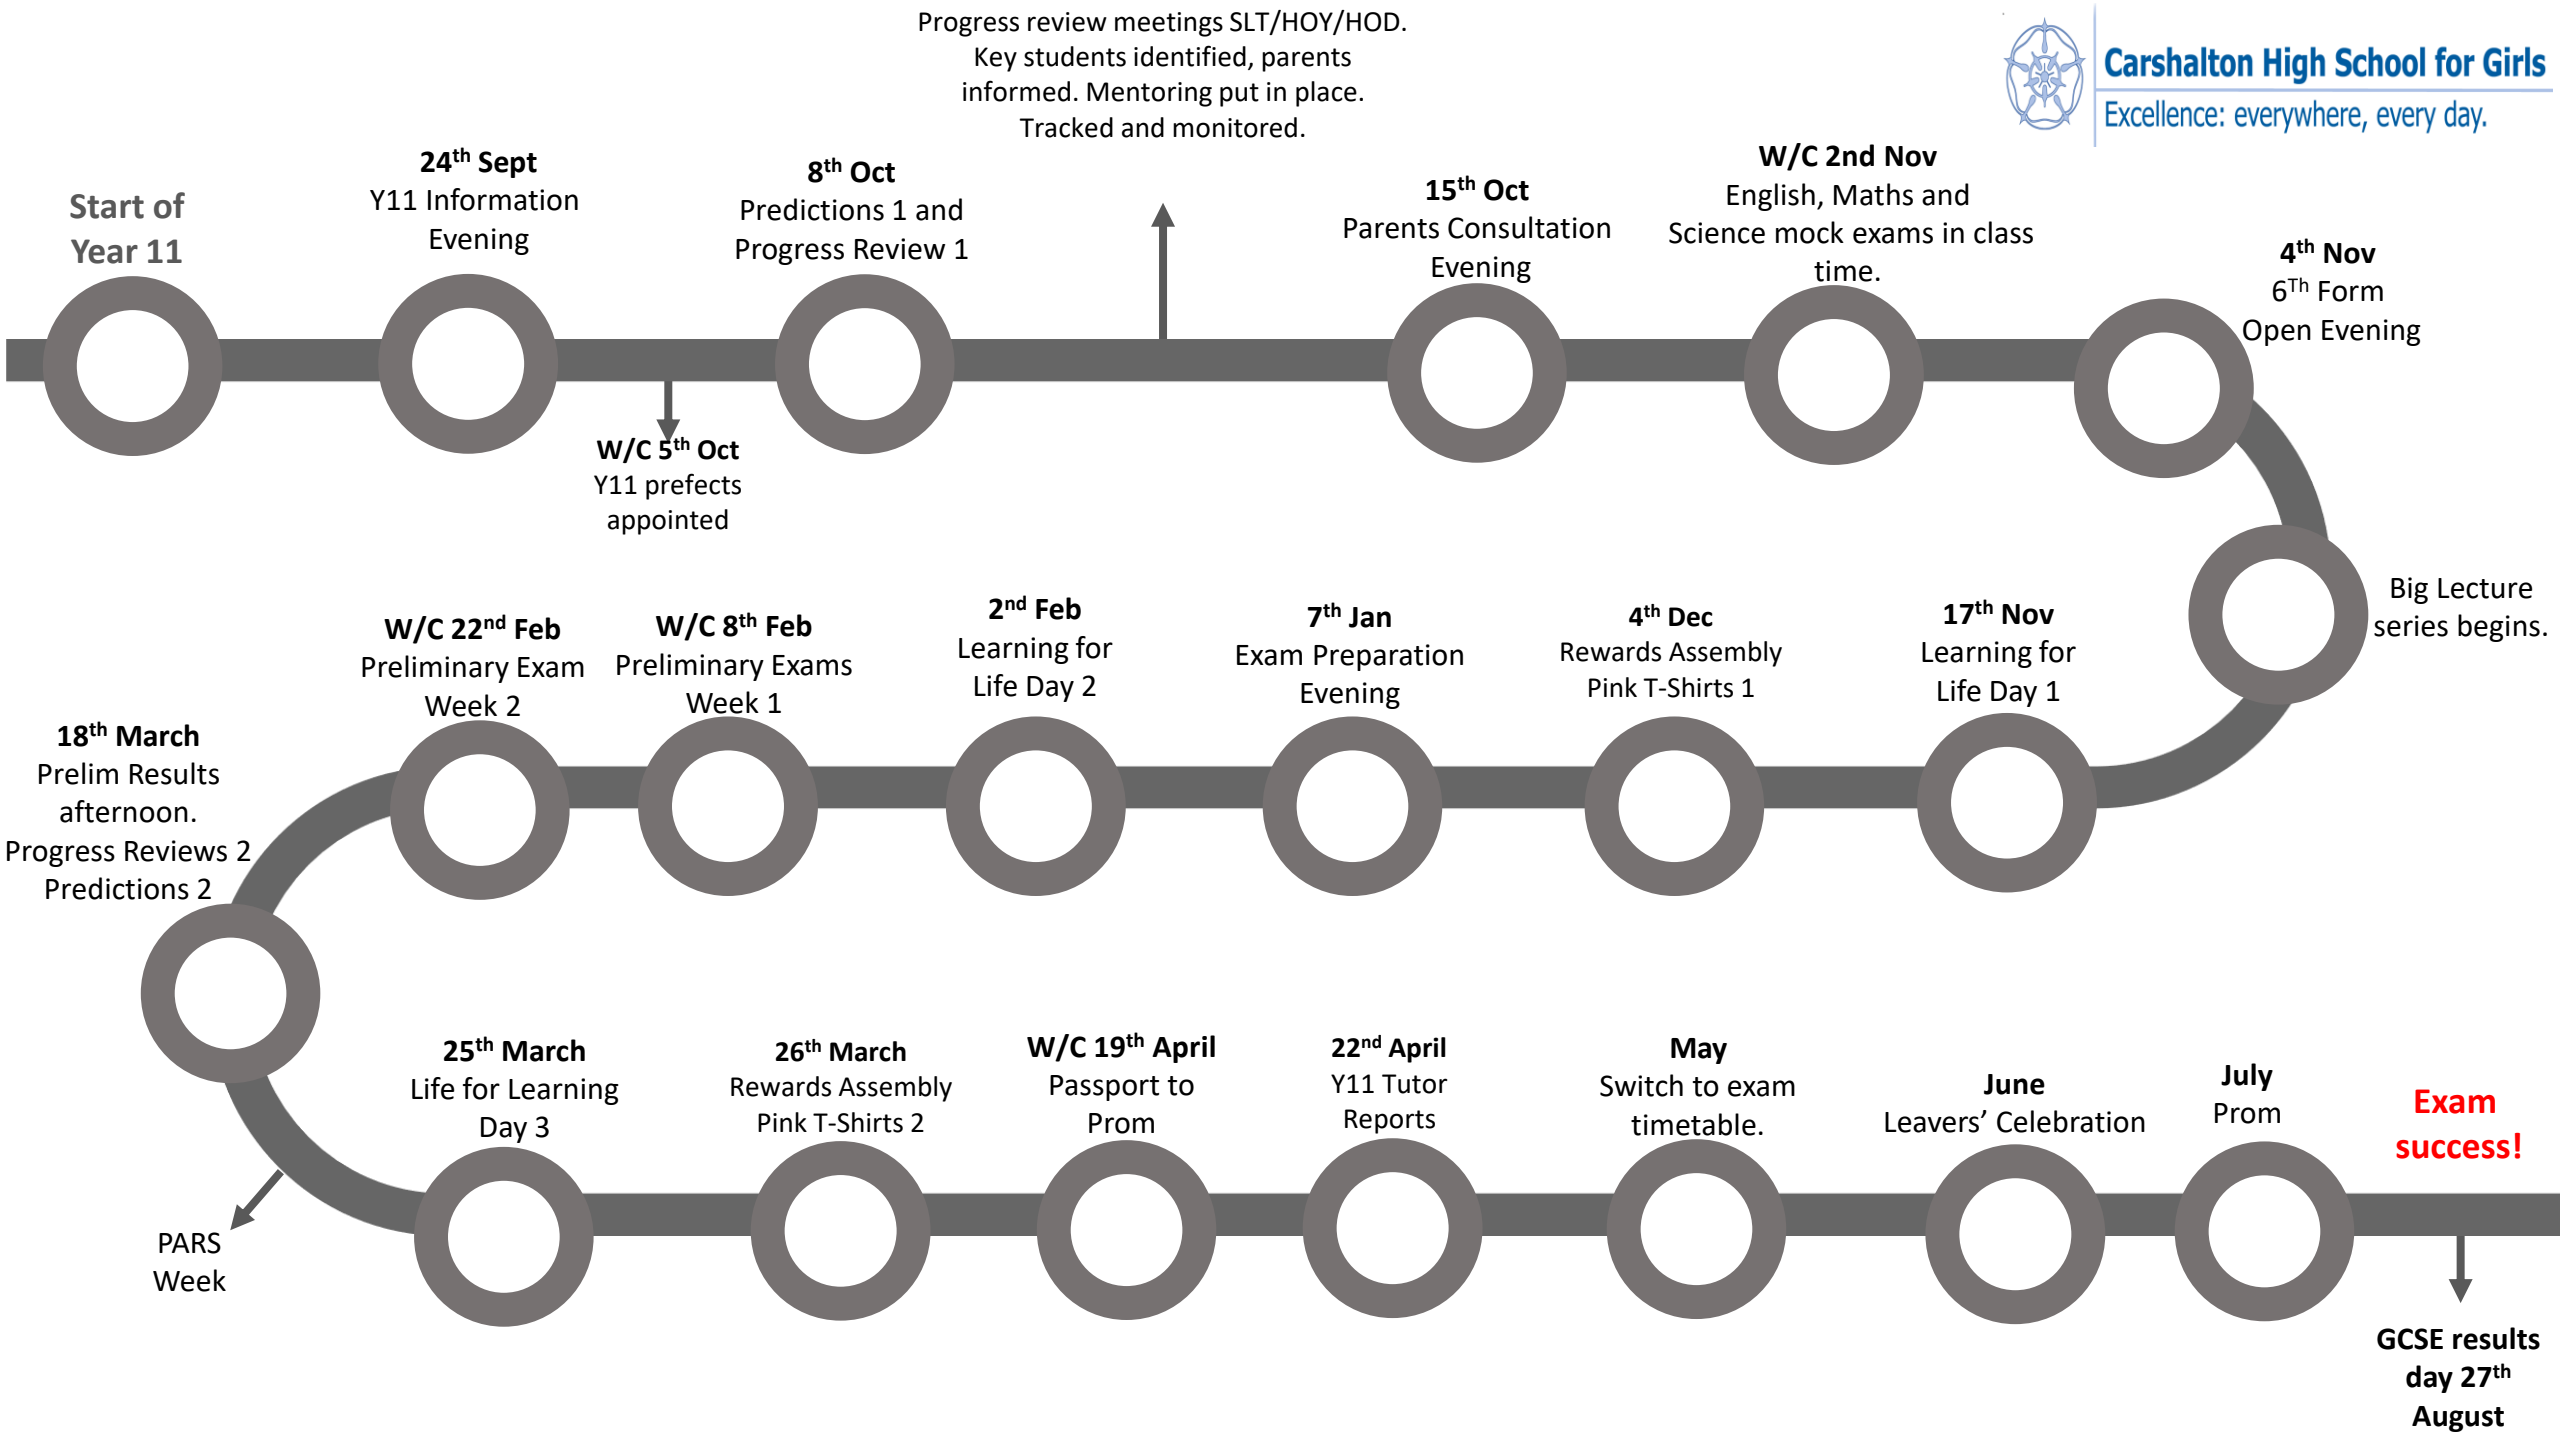 Progress review meetings SLT/HOY/HOD.
Key students identified, parents
informed. Mentoring put in place.
Tracked and monitored.
Carshalton High School for Girls
Excellence: everywhere, every day.
Start of
Year 11
24th Sept
Y11 Information
Evening
W/C 5th Oct
Y11 prefects
appointed
8th Oct
Predictions 1 and
Progress Review 1
15th Oct
Parents Consultation
Evening
W/C 2nd Nov
English, Maths and
Science mock exams in class
time.
4th Nov
6Th Form
Open Evening
Big Lecture
series begins.
17th Nov
Learning for
Life Day 1
4th Dec
Rewards Assembly
Pink T-Shirts 1
7th Jan
Exam Preparation
Evening
2nd Feb
Learning for
Life Day 2
W/C 8th Feb
Preliminary Exams
Week 1
W/C 22nd Feb
Preliminary Exam
Week 2
18th March
Prelim Results
afternoon.
Progress Reviews 2
Predictions 2
PARS
Week
25th March
Life for Learning
Day 3
26th March
Rewards Assembly
Pink T-Shirts 2
W/C 19th April
Passport to
Prom
22nd April
Y11 Tutor
Reports
May
Switch to exam
timetable.
June
Leavers’ Celebration
July
Prom
Exam
success!
GCSE results
day 27th
August